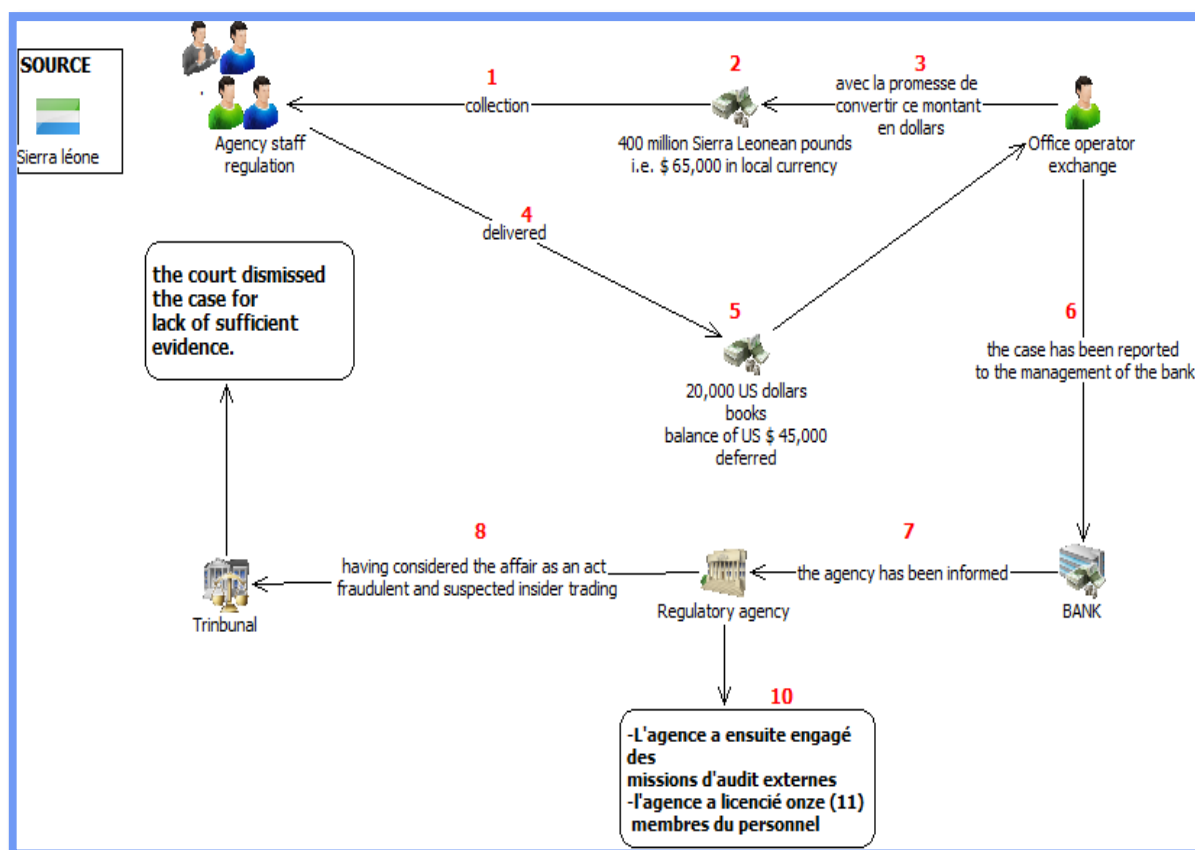 SOURCE
Sierra léone
1
collection
Agency staff
regulation
2
400 million Sierra Leonean pounds
i.e. $ 65,000 in local currency
3
avec la promesse de
convertir ce montant
en dollars
Office operator
exchange
4
delivered
5
20,000 US dollars
books
balance of US $ 45,000
deferred
6
the case has been reported
to the management of the bank
the court dismissed
the case for
lack of sufficient
evidence.
7
the agency has been informed
BANK
8
having considered the affair as an act
fraudulent and suspected insider trading
Regulatory agency
Trinbunal
10
-L'agence a ensuite engagé
des
missions d'audit externes
-l'agence a licencié onze (11)
membres du personnel